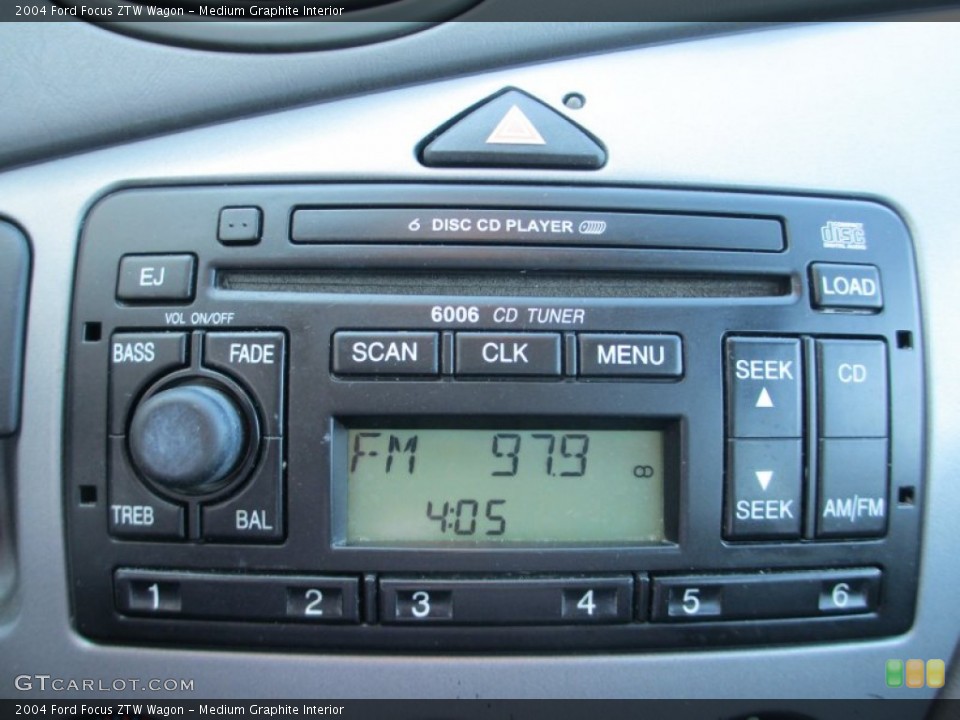 2004 Ford Focus ZTW Wagon - Medium Graphite Interior
6 DISC CD PLAYER
disc
DIGITAL AUDIO
EJ
LOAD
6006 CD TUNER
VOL ON/OFF
BASS FADE
SCAN CLK MENU
SEEK CD
FM 97.9
4:05
TREB BAL
SEEK AM/FM
1 2 3 4 5 6
GTCARLOT.COM
2004 Ford Focus ZTW Wagon - Medium Graphite Interior